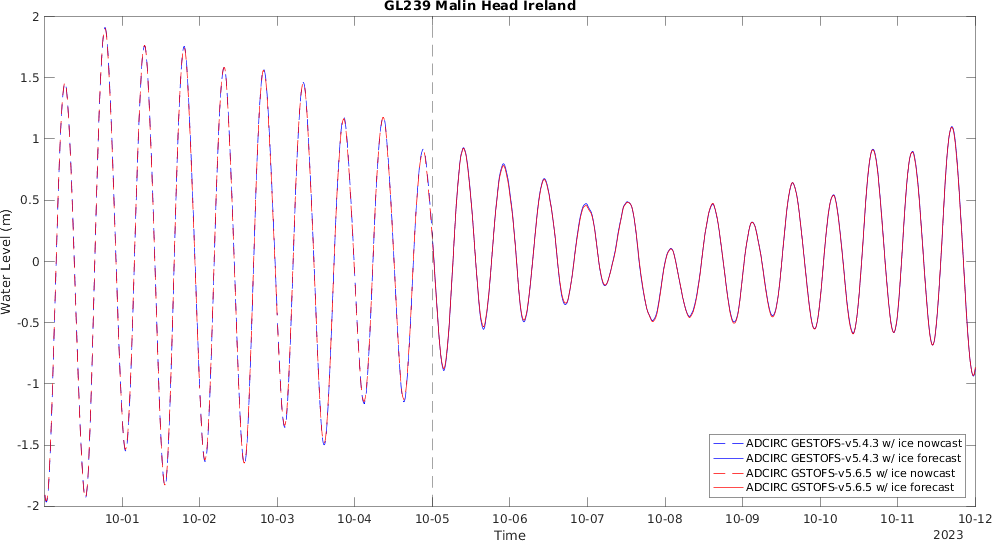 GL239 Malin Head Ireland
2
1.5
1
0.5
0
-0.5
-1
-1.5
-2
Water Level (m)
10-01 10-02 10-03 10-04 10-05 10-06 10-07 10-08 10-09 10-10 10-11 10-12
2023
Time
ADCIRC GESTOFS-v5.4.3 w/ ice nowcast
ADCIRC GESTOFS-v5.4.3 w/ ice forecast
ADCIRC GSTOFS-v5.6.5 w/ ice nowcast
ADCIRC GSTOFS-v5.6.5 w/ ice forecast